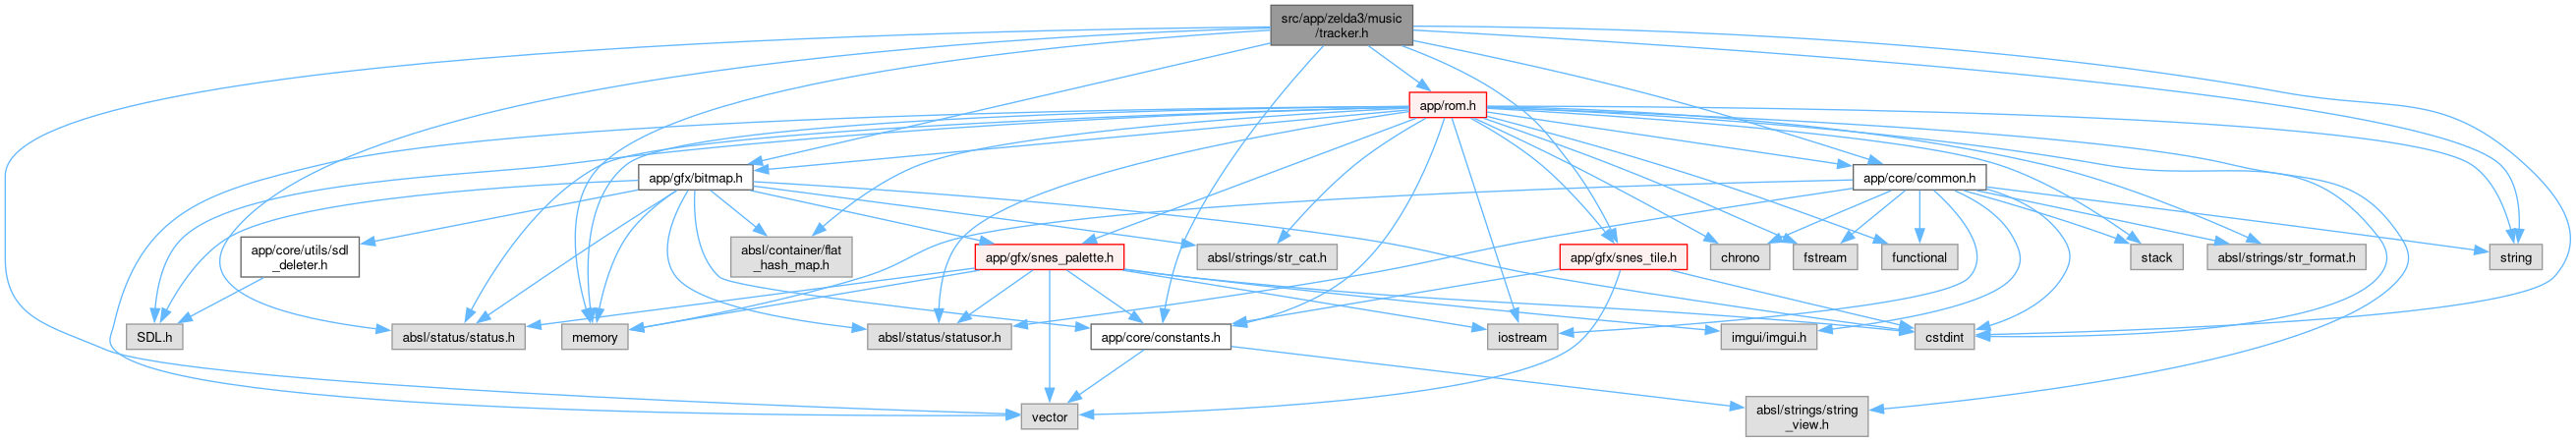 src/app/zelda3/music
/tracker.h
app/rom.h
app/gfx/bitmap.h
app/core/common.h
app/core/utils/sdl
_deleter.h
absl/container/flat
_hash_map.h
app/gfx/snes_palette.h
absl/strings/str_cat.h
app/gfx/snes_tile.h
chrono
fstream
functional
stack
absl/strings/str_format.h
string
SDL.h
absl/status/status.h
memory
absl/status/statusor.h
app/core/constants.h
iostream
imgui/imgui.h
cstdint
vector
absl/strings/string
_view.h